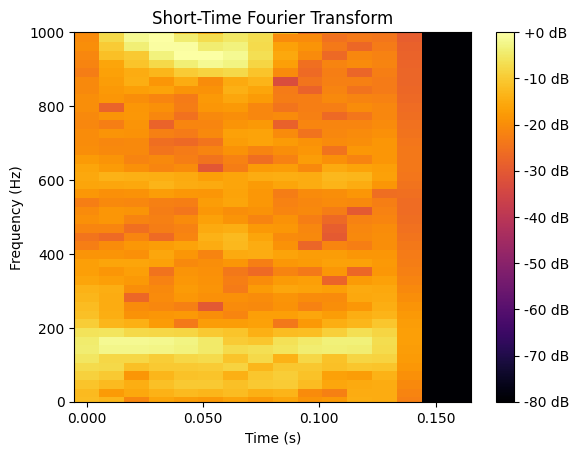 Short-Time Fourier Transform
1000
800
600
400
200
0
Frequency (Hz)
0.000
0.050
0.100
0.150
Time (s)
+0 dB
-10 dB
-20 dB
-30 dB
-40 dB
-50 dB
-60 dB
-70 dB
-80 dB